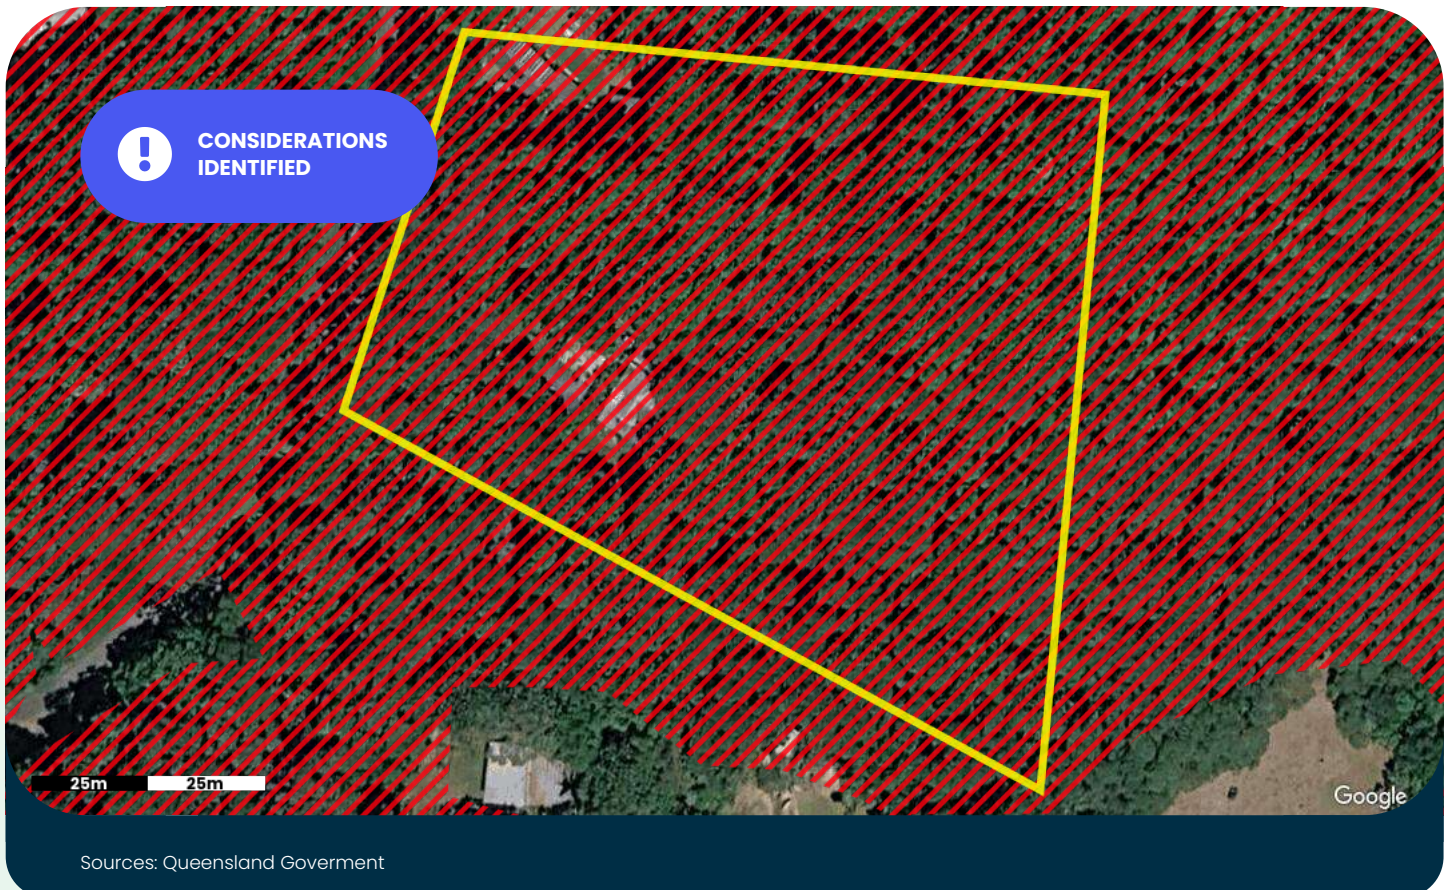 CONSIDERATIONS
IDENTIFIED
25m 25m
Google
Sources: Queensland Goverment